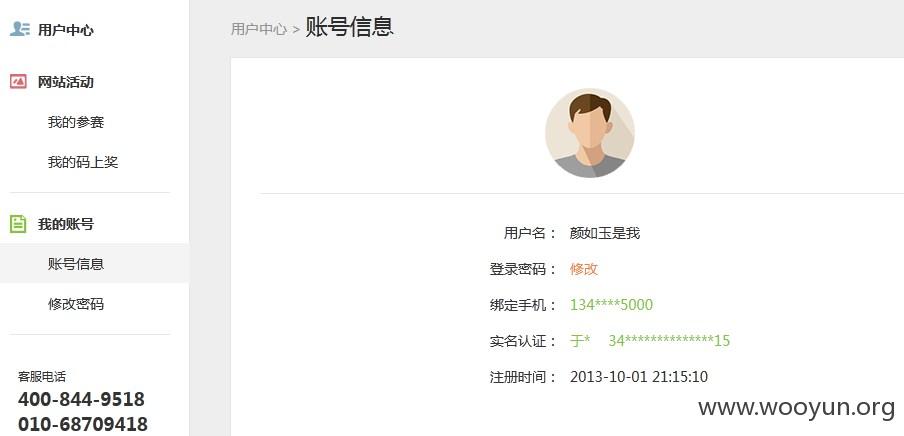 用户中心
网站活动
我的参赛
我的码上奖
我的账号
账号信息
修改密码
客服电话
400-844-9518
010-68709418
用户中心 > 账号信息
用户名： 颜如玉是我
登录密码： 修改
绑定手机： 134****5000
实名认证： 于* 34**************15
注册时间： 2013-10-01 21:15:10
www.wooyun.org